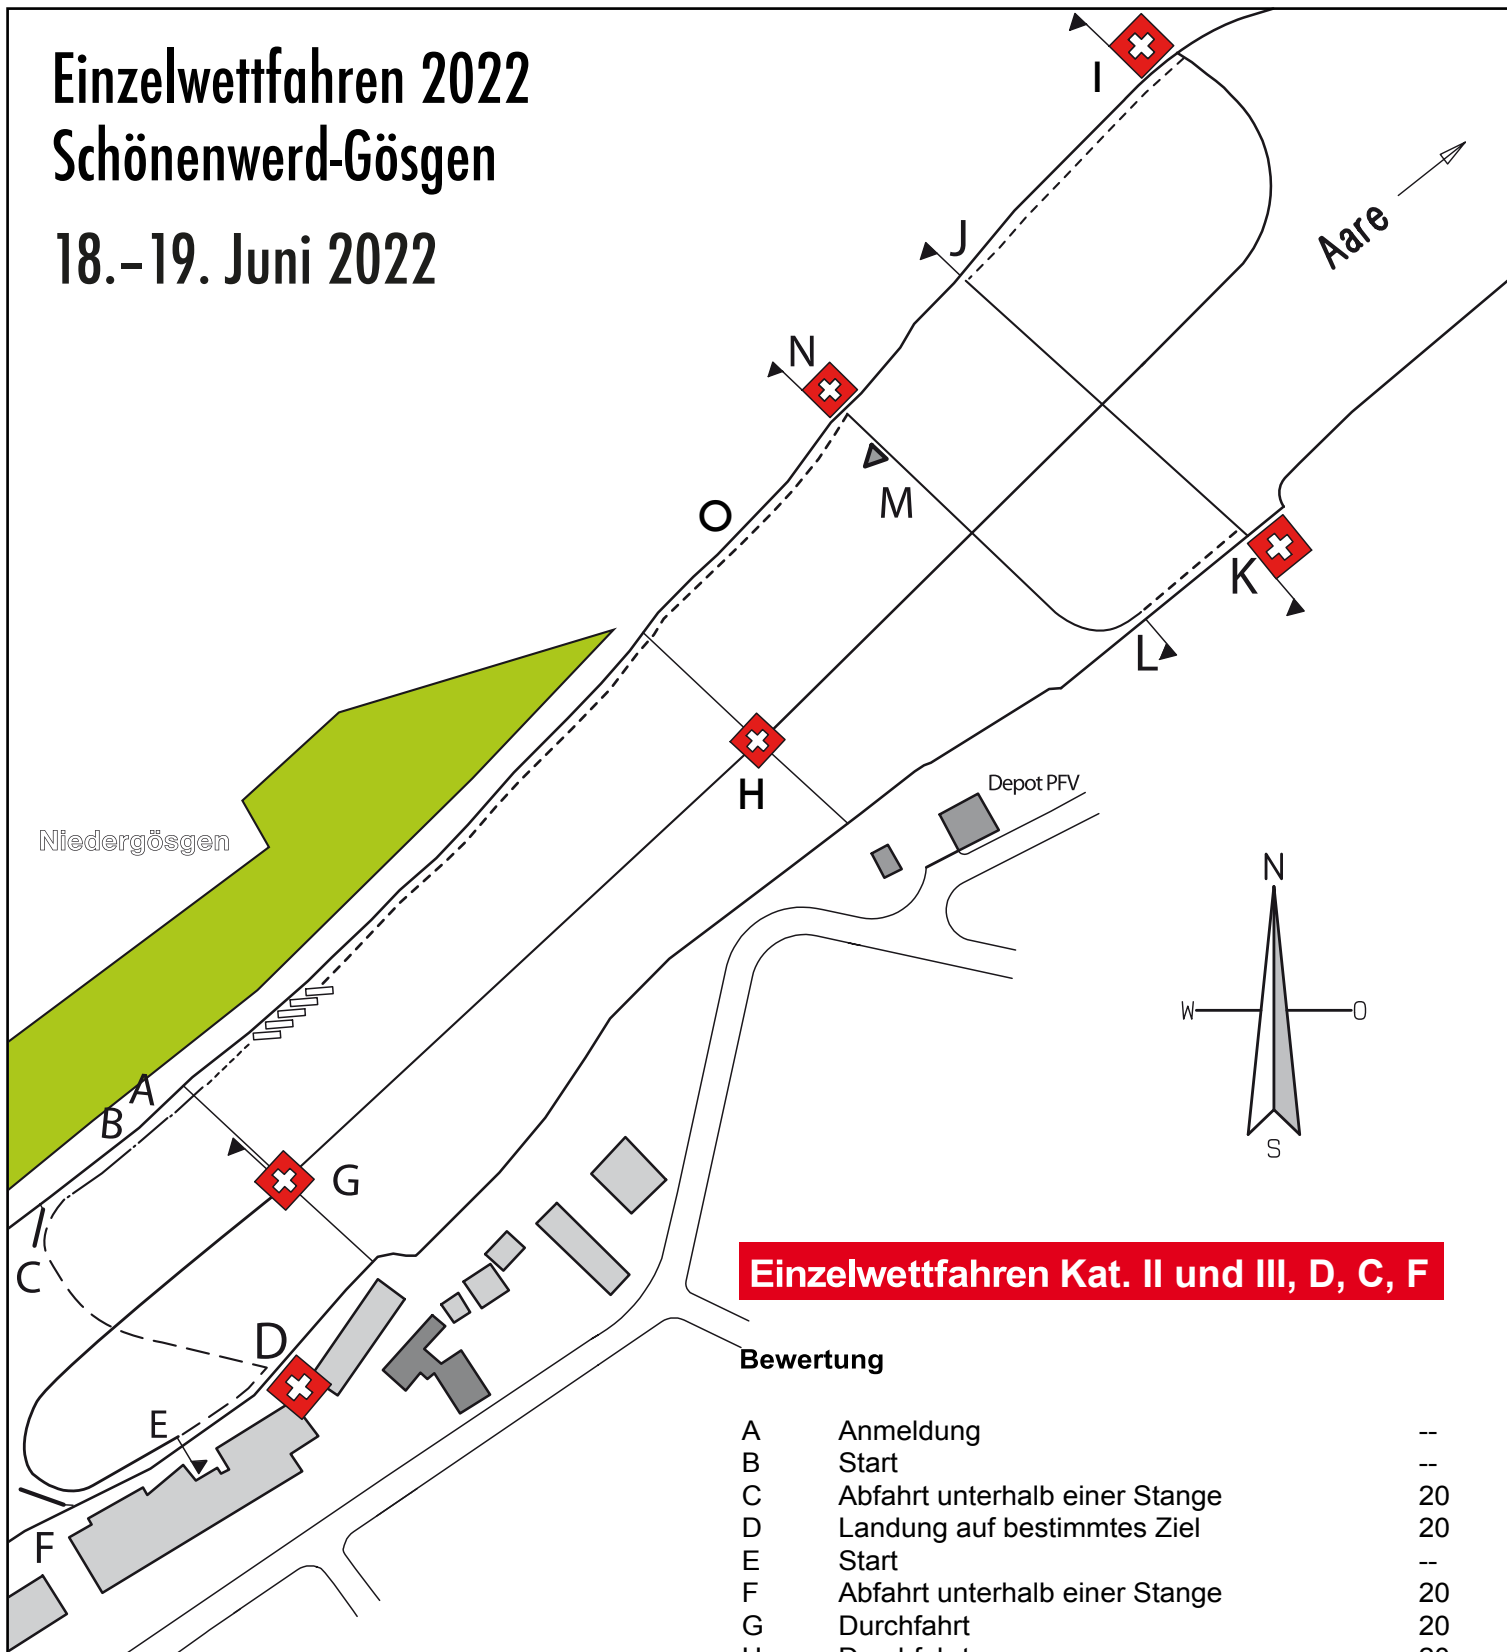 Einzelwettfahren 2022
Schönenwerd-Gösgen
18.–19. Juni 2022
I
J
Aare
N
M
O
K
L
H
Depot PFV
Niedergösgen
N
W
O
S
A
B
G
C
D
E
F
Einzelwettfahren Kat. II und III, D, C, F
Bewertung
A Anmeldung --
B Start --
C Abfahrt unterhalb einer Stange 20
D Landung auf bestimmtes Ziel 20
E Start --
F Abfahrt unterhalb einer Stange 20
G Durchfahrt 20
H Durchfahrt 20